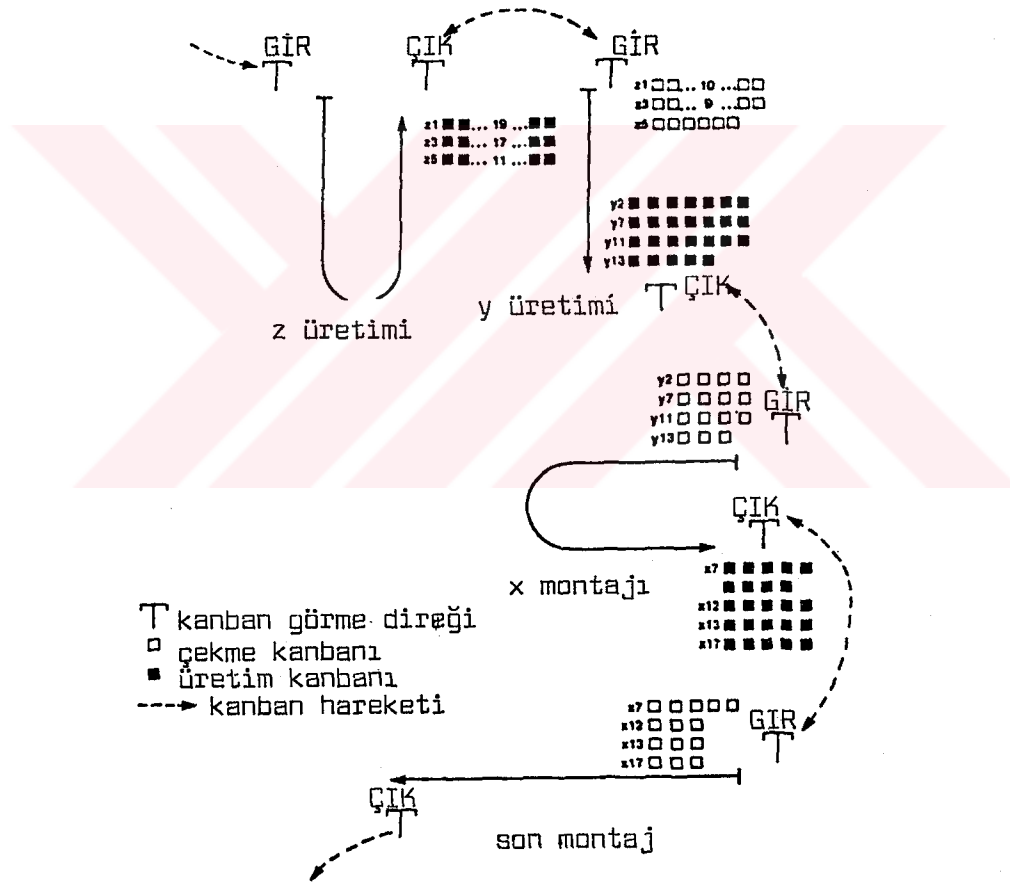 GİR
ÇIK
GİR
z1 ... 10 ...
z3 ... 9 ...
z5
z1 ... 19 ...
z3 ... 17 ...
z5 ... 11 ...
y2
y7
y11
y13
ÇIK
y üretimi
z üretimi
y2
y7
y11
y13
GİR
ÇIK
x7
x12
x13
x17
x montajı
kanban görme direği
çekme kanbanı
üretim kanbanı
kanban hareketi
x7
x12
x13
x17
GIR
ÇIK
son montaj